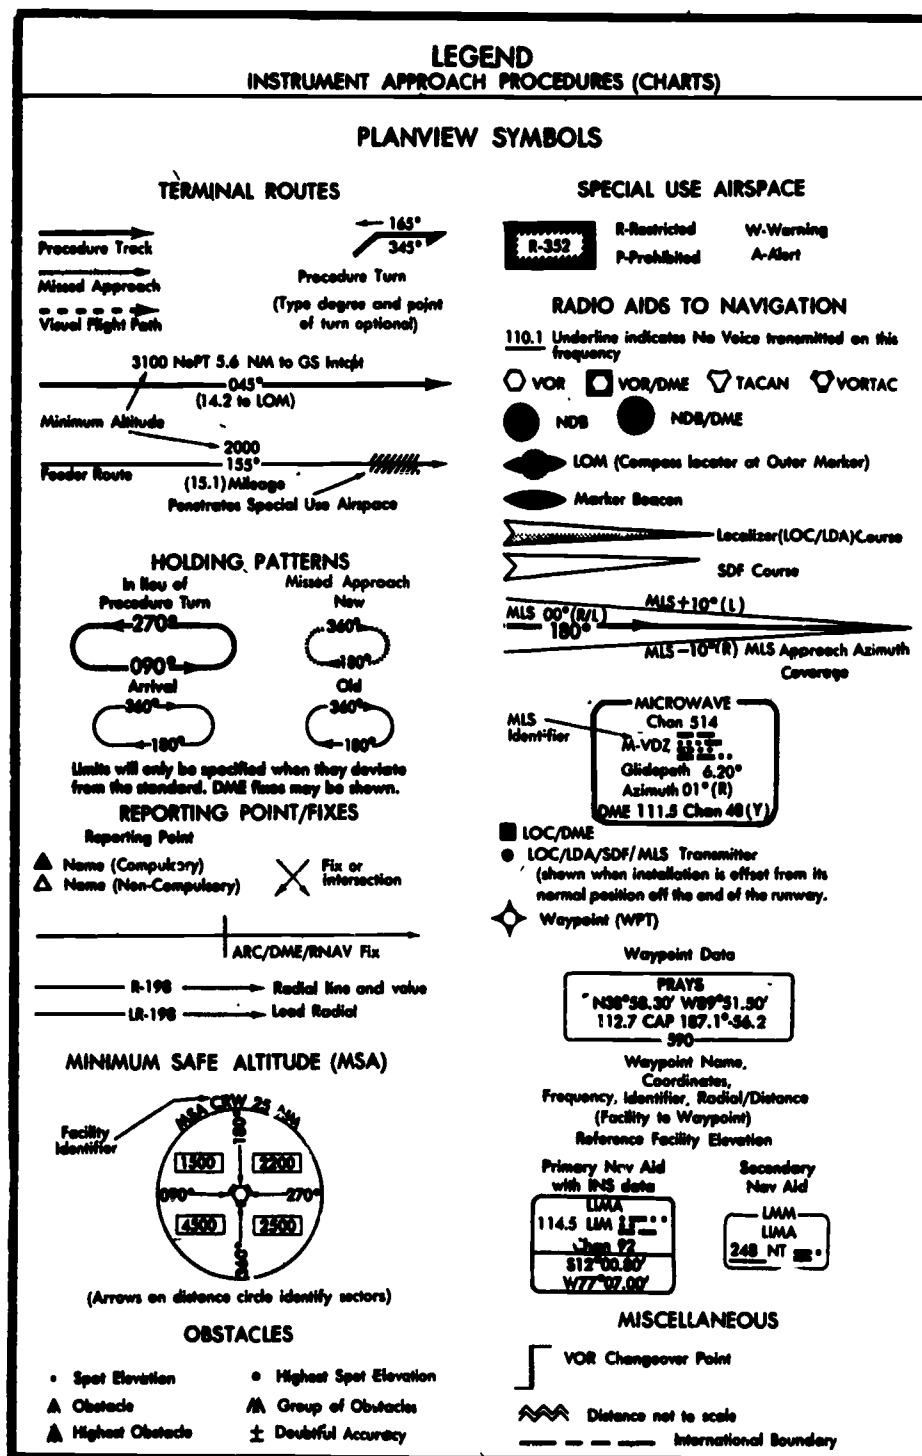 LEGEND
INSTRUMENT APPROACH PROCEDURES (CHARTS)
PLANVIEW SYMBOLS
TERMINAL ROUTES
Procedure Track
Missed Approach
Visual Flight Path
165°
345°
Procedure Turn
(Type degree and point
of turn optional)
3100 NoPT 5.6 NM to GS Intcpt
045°
(14.2 to LOM)
Minimum Altitude
2000
155°
Feeder Route
(15.1) Mileage
Penetrates Special Use Airspace
HOLDING PATTERNS
In lieu of
Procedure Turn
270°
090°
Missed Approach
New
360°
180°
Arrival
360°
180°
Old
360°
180°
Limits will only be specified when they deviate
from the standard. DME fixes may be shown.
REPORTING POINT/FIXES
Reporting Point
Name (Compulsory)
Name (Non-Compulsory)
Fix or
intersection
ARC/DME/RNAV Fix
R-198 Radial line and value
LR-198 Lead Radial
MINIMUM SAFE ALTITUDE (MSA)
MSA CRW 25 NM
Facility
Identifier
180°
1500 2200
090° 270°
4500 2500
360°
(Arrows on distance circle identify sectors)
OBSTACLES
Spot Elevation
Highest Spot Elevation
Obstacle
Group of Obstacles
Highest Obstacle
± Doubtful Accuracy
SPECIAL USE AIRSPACE
R-352
R-Restricted W-Warning
P-Prohibited A-Alert
RADIO AIDS TO NAVIGATION
110.1 Underline indicates No Voice transmitted on this
frequency
VOR VOR/DME TACAN VORTAC
NDB NDB/DME
LOM (Compass locator at Outer Marker)
Marker Beacon
Localizer(LOC/LDA)Course
SDF Course
MLS 00°(R/L) MLS+10°(L)
180°
MLS-10°(R) MLS Approach Azimuth
Coverage
MLS
Identifier
MICROWAVE
Chan 514
M-VDZ
Glidepath 6.20°
Azimuth 01°(R)
DME 111.5 Chan 48(Y)
LOC/DME
LOC/LDA/SDF/MLS Transmitter
(shown when installation is offset from its
normal position off the end of the runway.
Waypoint (WPT)
Waypoint Data
PRAYS
N38°58.30' W89°51.50'
112.7 CAP 187.1°-56.2
590
Waypoint Name,
Coordinates,
Frequency, Identifier, Radial/Distance
(Facility to Waypoint)
Reference Facility Elevation
Primary Nav Aid
with INS data
LIMA
114.5 LIM
Chan 92
S12°00.80'
W77°07.00'
Secondary
Nav Aid
LMM
LIMA
248 NT
MISCELLANEOUS
VOR Changeover Point
Distance not to scale
International Boundary